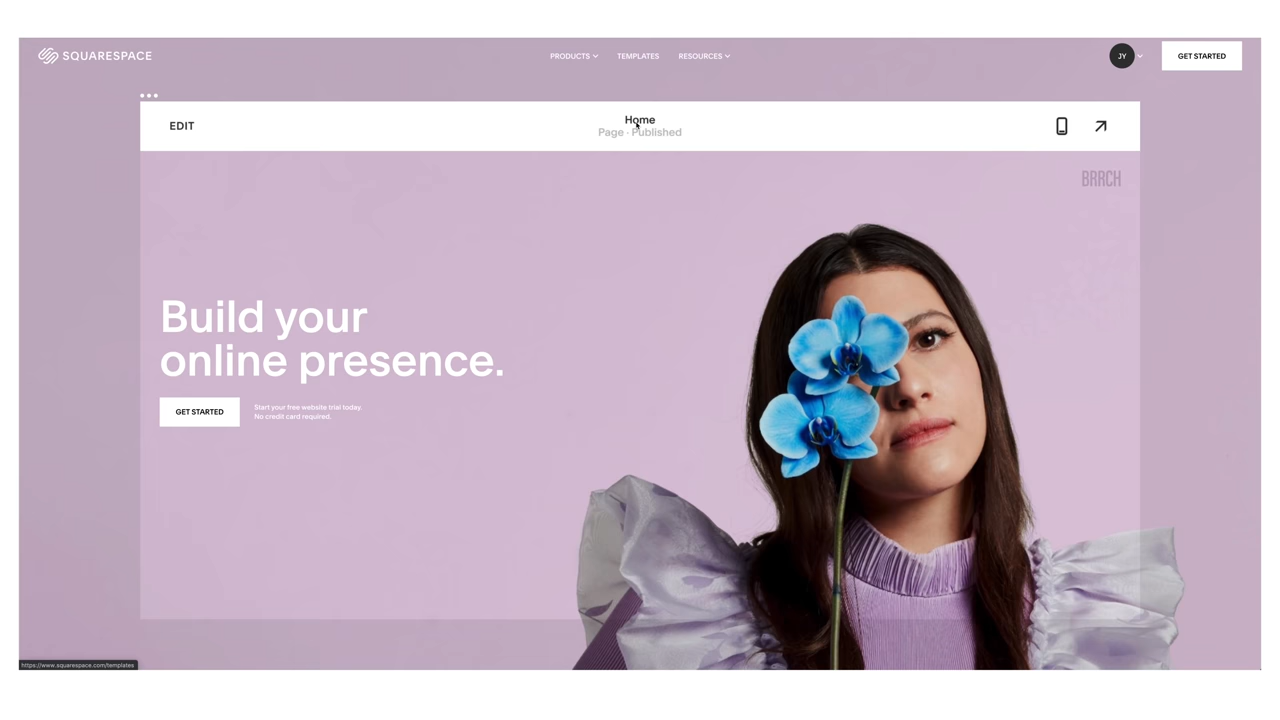 SQUARESPACE
PRODUCTS
TEMPLATES
RESOURCES
JY
GET STARTED
EDIT
Home
Page · Published
BRRCH
Build your
online presence.
GET STARTED
Start your free website trial today.
No credit card required.
https://www.squarespace.com/templates